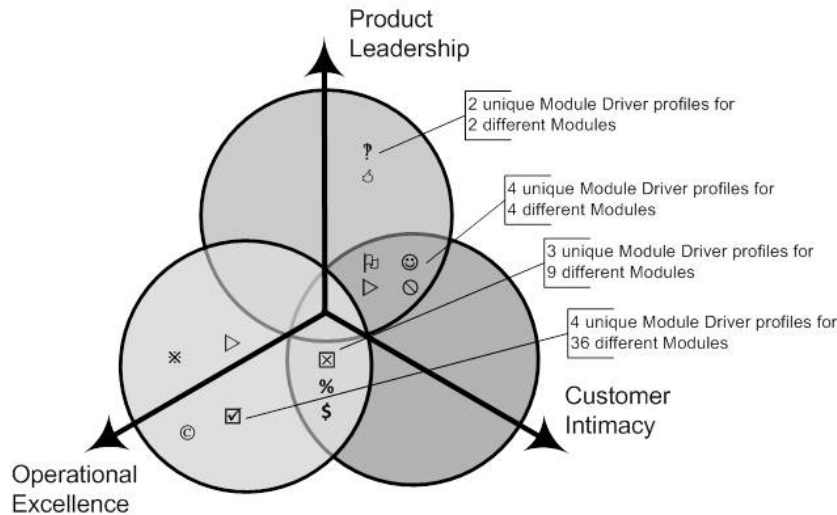 Product
Leadership
2 unique Module Driver profiles for
2 different Modules
4 unique Module Driver profiles for
4 different Modules
3 unique Module Driver profiles for
9 different Modules
4 unique Module Driver profiles for
36 different Modules
%
$
©
Customer
Intimacy
Operational
Excellence